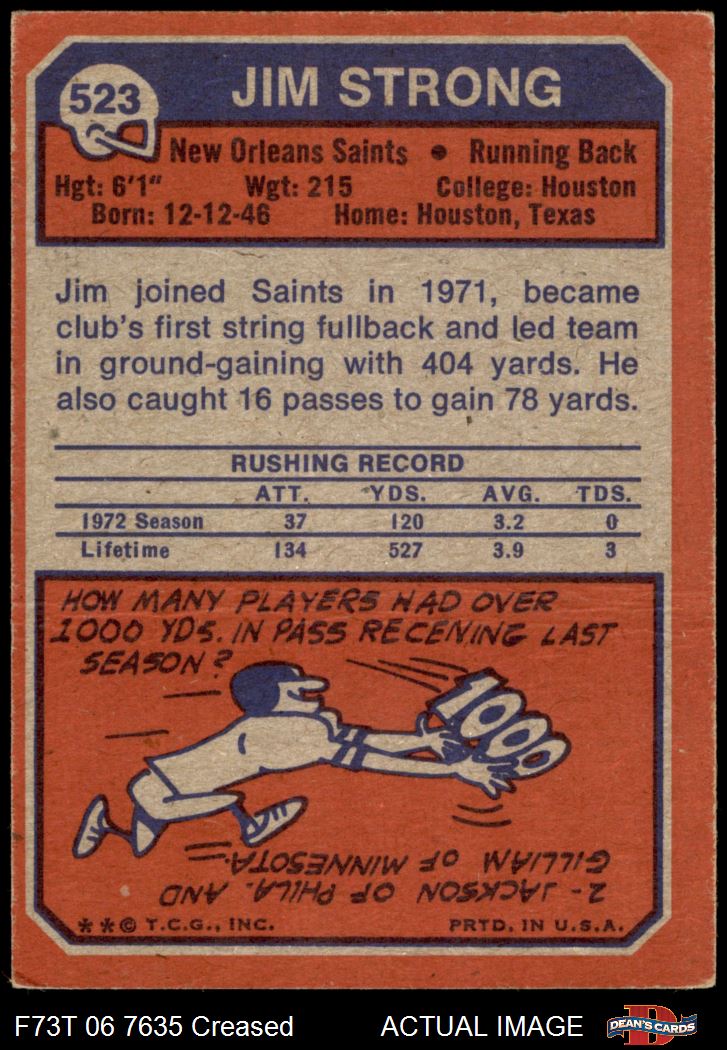 523
JIM STRONG
New Orleans Saints • Running Back
Hgt: 6'1" Wgt: 215 College: Houston
Born: 12-12-46 Home: Houston, Texas
Jim joined Saints in 1971, became
club's first string fullback and led team
in ground-gaining with 404 yards. He
also caught 16 passes to gain 78 yards.
RUSHING RECORD
ATT. YDS. AVG. TDS.
1972 Season 37 120 3.2 0
Lifetime 134 527 3.9 3
HOW MANY PLAYERS HAD OVER
1000 YDS. IN PASS RECEIVING LAST
SEASON?
1000
2 - JACKSON OF PHILA. AND
GILLIAM OF MINNESOTA.
**© T.C.G., INC. PRTD. IN U.S.A.
F73T 06 7635 Creased ACTUAL IMAGE D DEAN'S CARDS